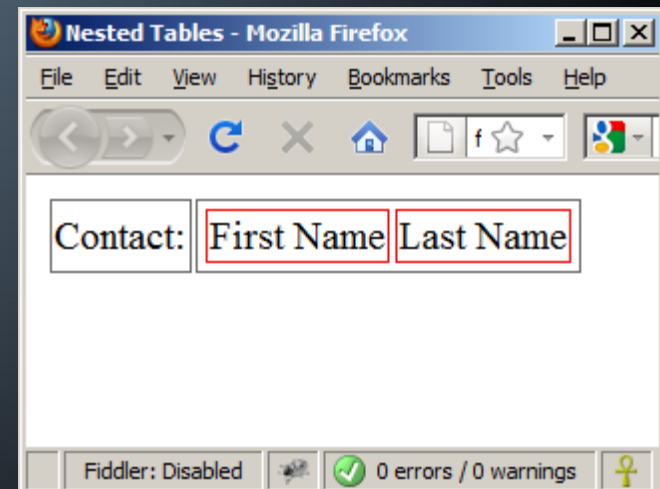 Nested Tables - Mozilla Firefox
File Edit View History Bookmarks Tools Help
f
Contact: First Name Last Name
Fiddler: Disabled 0 errors / 0 warnings